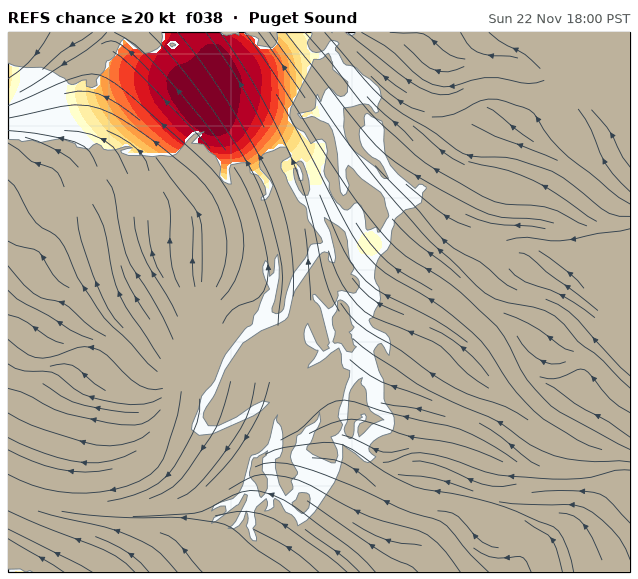 REFS chance ≥20 kt f038 · Puget Sound
Sun 22 Nov 18:00 PST